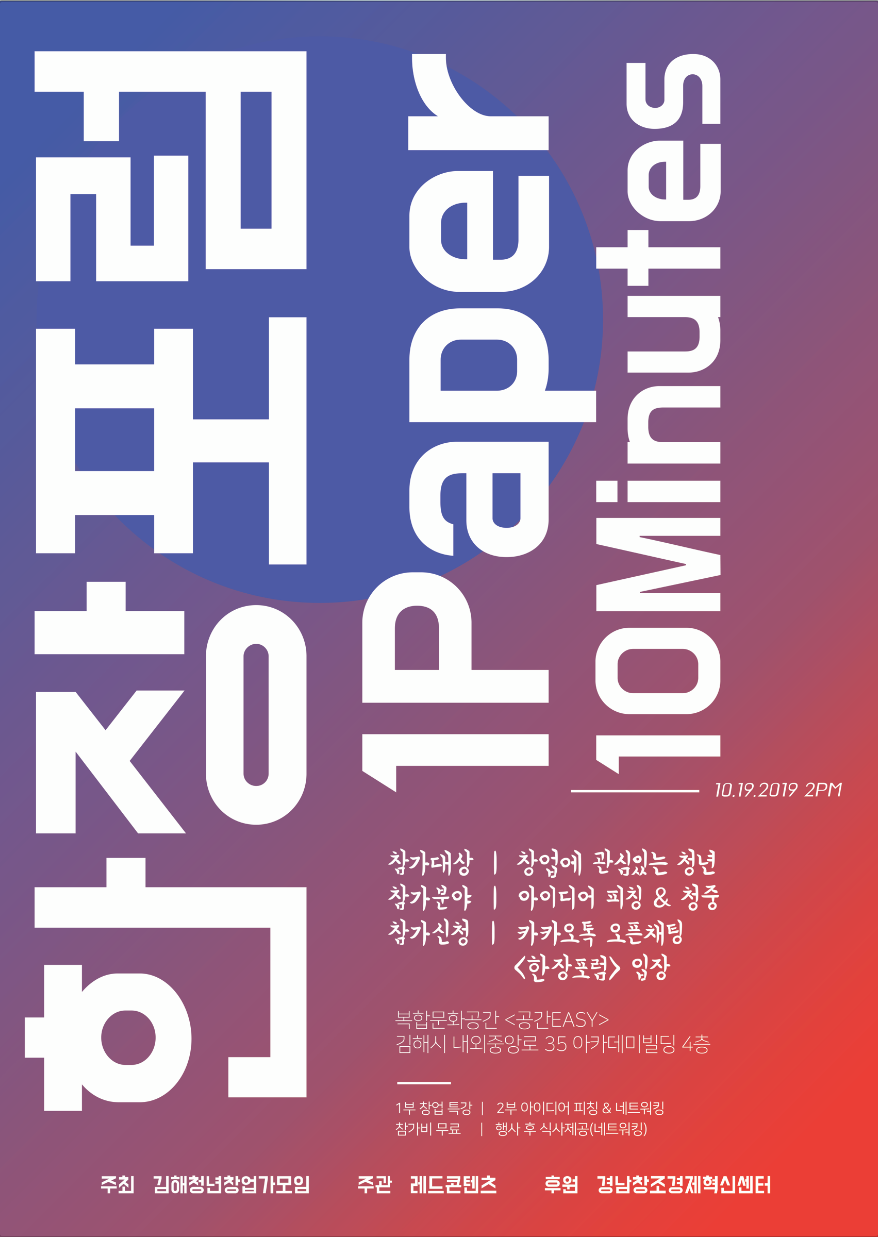 한장포럼
1Paper
10Minutes
10.19.2019 2PM
참가대상 | 창업에 관심있는 청년
참가분야 | 아이디어 피칭 & 청중
참가신청 | 카카오톡 오픈채팅
<한장포럼> 입장
복합문화공간 <공간EASY>
김해시 내외중앙로 35 아카데미빌딩 4층
1부 창업 특강 | 2부 아이디어 피칭 & 네트워킹
참가비 무료 | 행사 후 식사제공(네트워킹)
주최 김해청년창업가모임 주관 레드콘텐츠 후원 경남창조경제혁신센터